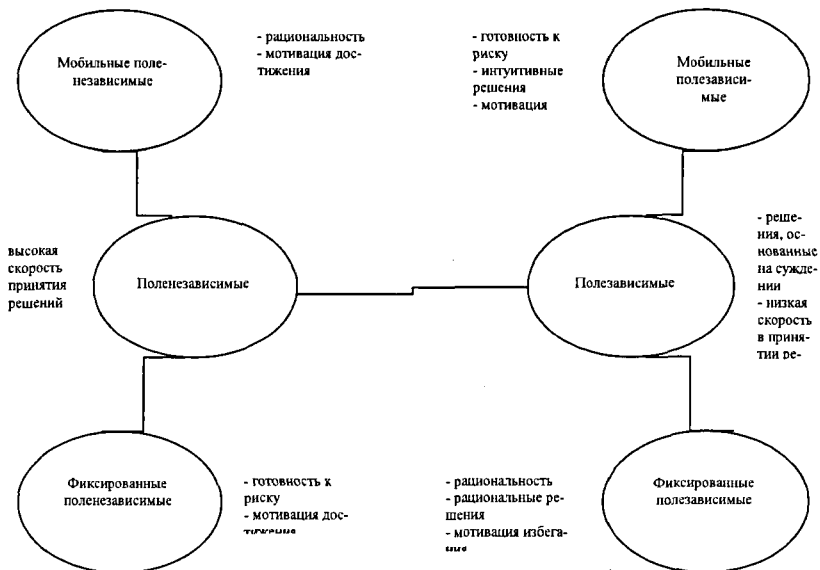 Мобильные поле-
независимые
- рациональность
- мотивация дос-
тижения
- готовность к
риску
- интуитивные
решения
- мотивация
Мобильные
полезависи-
мые
высокая
скорость
принятия
решений
Поленезависимые
Полезависимые
- реше-
ния, ос-
нованные
на сужде-
нии
- низкая
скорость
в приня-
тии ре-
Фиксированные
поленезависимые
- готовность к
риску
- мотивация дос-
тижения
- рациональность
- рациональные ре-
шения
- мотивация избега-
ния
Фиксированные
полезависимые